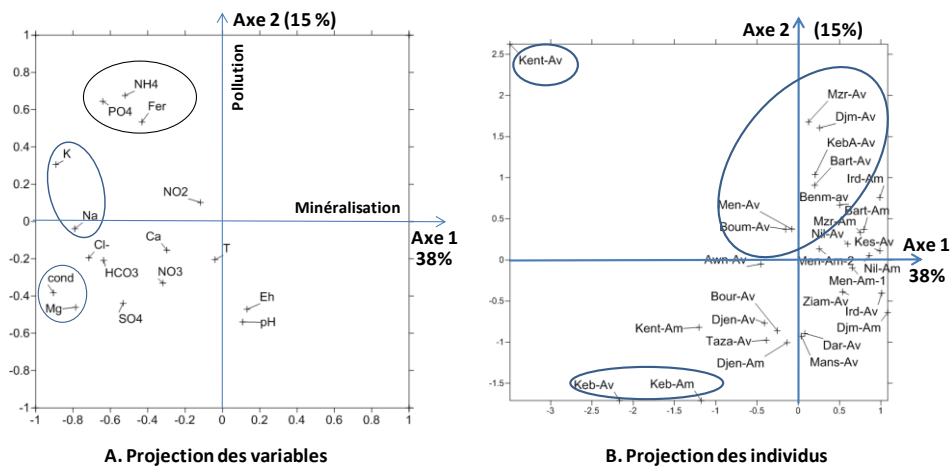 Axe 2 (15 %)
1
0.8
0.6
0.4
0.2
0
-0.2
-0.4
-0.6
-0.8
-1
-1
-0.8
-0.6
-0.4
-0.2
0
0.2
0.4
0.6
0.8
1
Pollution
NH4
PO4
Fer
K
NO2
Na
Minéralisation
Axe 1
38%
Cl-
Ca
T
HCO3
NO3
cond
Mg
SO4
Eh
pH
A. Projection des variables
Axe 2 (15%)
2.5
2
1.5
1
0.5
0
-0.5
-1
-1.5
-3
-2.5
-2
-1.5
-1
-0.5
0
0.5
1
Kent-Av
Mzr-Av
Djm-Av
KebA-Av
Bart-Av
Ird-Am
Benm-av
Men-Av
Mzr-Am
Bart-Am
Boum-Av
Nil-Av
Kes-Av
Axe 1
38%
Awn-Av
Men-Am-2
Nil-Am
Men-Am-1
Bour-Av
Ziam-Av
Ird-Av
Kent-Am
Djen-Av
Djm-Am
Taza-Av
Dar-Av
Djen-Am
Mans-Av
Keb-Av
Keb-Am
B. Projection des individus